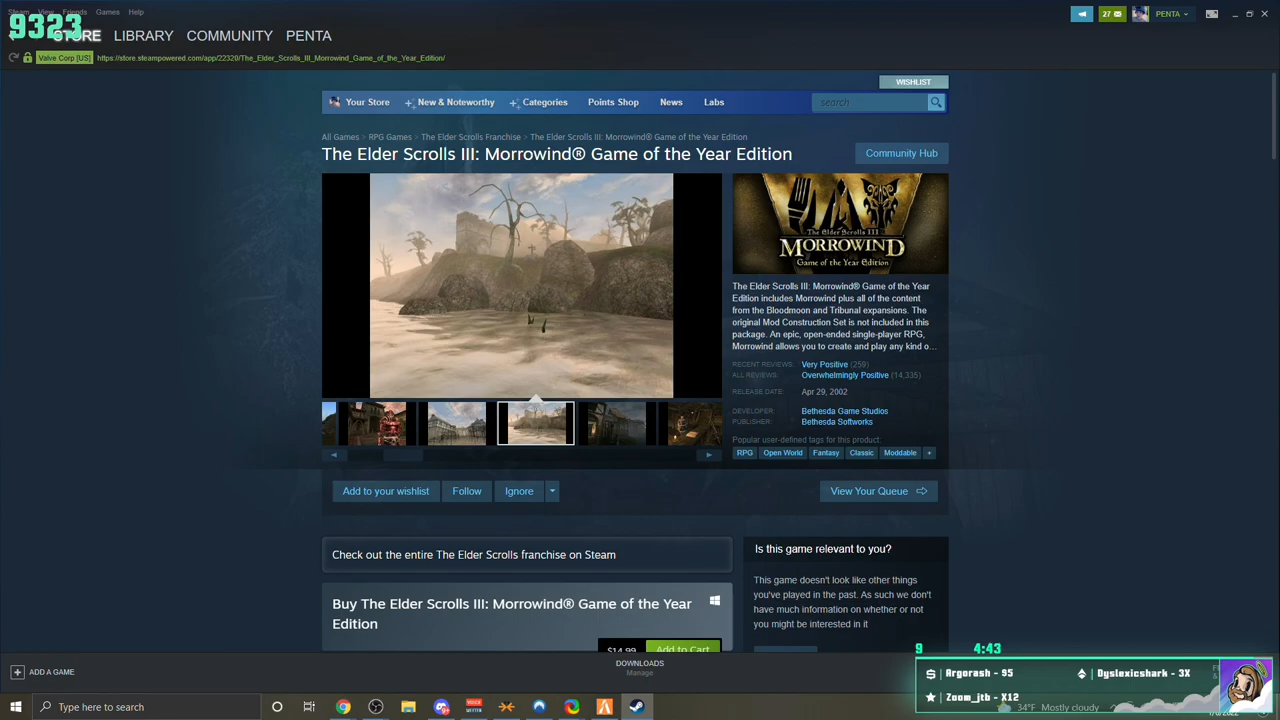 Steam View Friends Games Help
9323
STORE LIBRARY COMMUNITY PENTA
27
PENTA
Valve Corp [US] https://store.steampowered.com/app/22320/The_Elder_Scrolls_III_Morrowind_Game_of_the_Year_Edition/
WISHLIST
Your Store New & Noteworthy Categories Points Shop News Labs search
All Games > RPG Games > The Elder Scrolls Franchise > The Elder Scrolls III: Morrowind® Game of the Year Edition
The Elder Scrolls III: Morrowind® Game of the Year Edition
Community Hub
The Elder Scrolls III
MORROWIND
Game of the Year Edition
The Elder Scrolls III: Morrowind® Game of the Year
Edition includes Morrowind plus all of the content
from the Bloodmoon and Tribunal expansions. The
original Mod Construction Set is not included in this
package. An epic, open-ended single-player RPG,
Morrowind allows you to create and play any kind o...
RECENT REVIEWS: Very Positive (259)
ALL REVIEWS: Overwhelmingly Positive (14,335)
RELEASE DATE: Apr 29, 2002
DEVELOPER: Bethesda Game Studios
PUBLISHER: Bethesda Softworks
Popular user-defined tags for this product:
RPG Open World Fantasy Classic Moddable +
Add to your wishlist Follow Ignore
View Your Queue
Check out the entire The Elder Scrolls franchise on Steam
Buy The Elder Scrolls III: Morrowind® Game of the Year
Edition
$14.99 Add to Cart
Is this game relevant to you?
This game doesn't look like other things
you've played in the past. As such we don't
have much information on whether or not
you might be interested in it
ADD A GAME
DOWNLOADS
Manage
9 4:43
Argorash - 95
Dyslexicshark - 3X
Zoom_jtb - X12
Type here to search
34°F Mostly cloudy